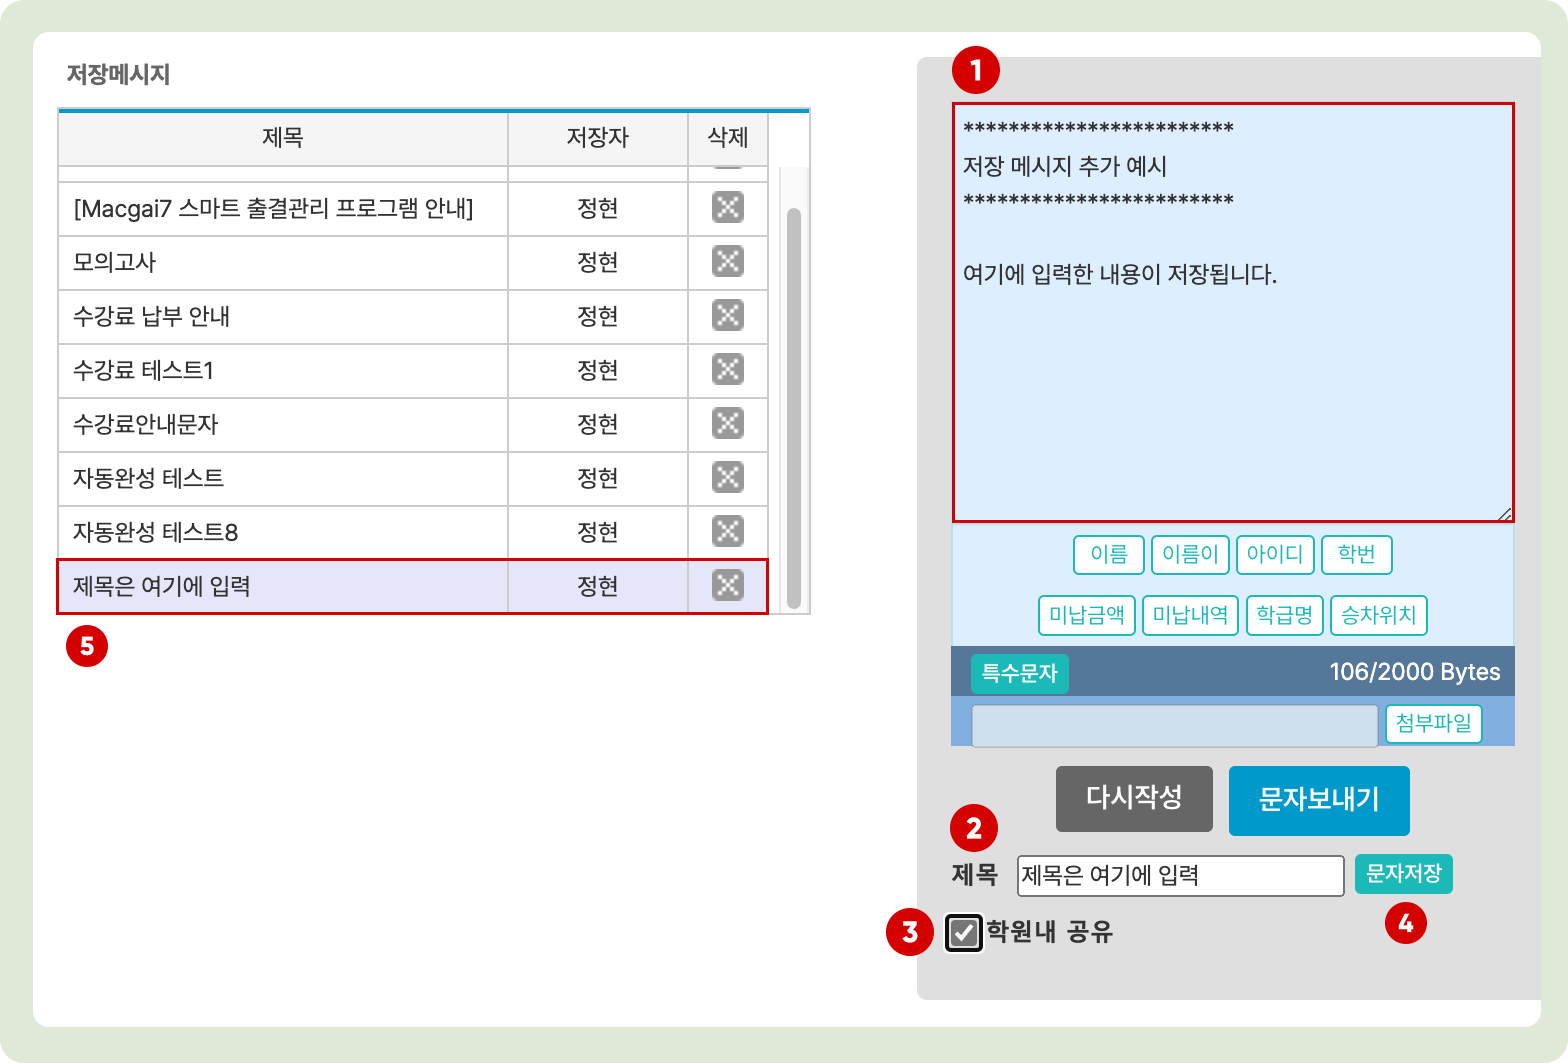 저장메시지
제목 저장자 삭제
[Macgai7 스마트 출결관리 프로그램 안내] 정현
모의고사 정현
수강료 납부 안내 정현
수강료 테스트1 정현
수강료안내문자 정현
자동완성 테스트 정현
자동완성 테스트8 정현
제목은 여기에 입력 정현
5
1
************************
저장 메시지 추가 예시
************************
여기에 입력한 내용이 저장됩니다.
이름 이름이 아이디 학번
미납금액 미납내역 학급명 승차위치
특수문자 106/2000 Bytes
첨부파일
다시작성 문자보내기
2
제목 제목은 여기에 입력 문자저장
3 학원내 공유 4